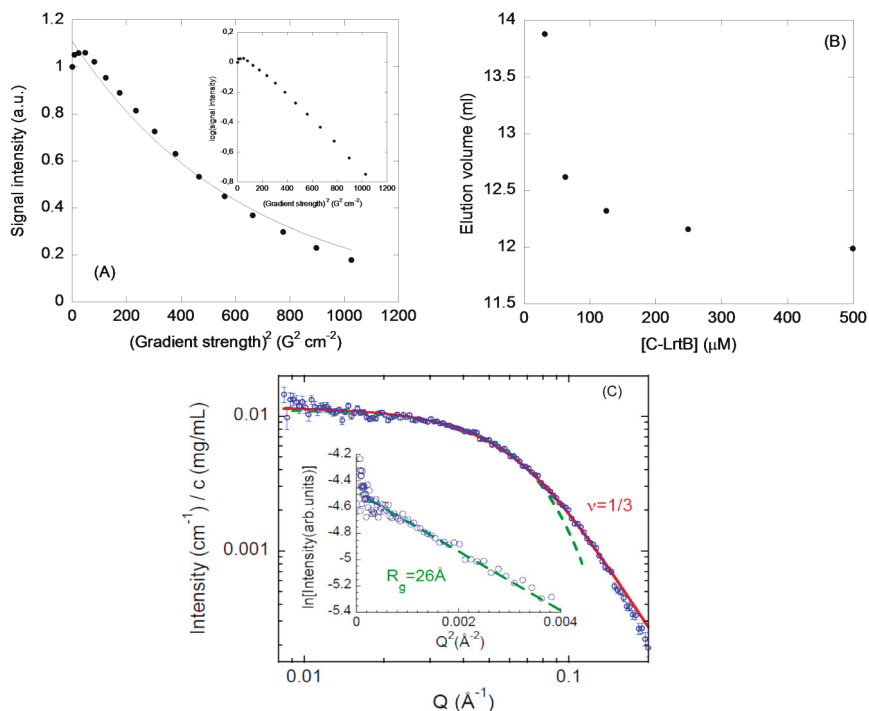 Signal intensity (a.u.)
1.2
1
0.8
0.6
0.4
0.2
0
0 200 400 600 800 1000 1200
(Gradient strength)² (G² cm⁻²)
(A)
log(signal intensity)
0,2
0,0
-0,2
-0,4
-0,6
-0,8
0 200 400 600 800 1000 1200
(Gradient strength)² (G² cm⁻²)
(B)
Elution volume (ml)
14
13.5
13
12.5
12
11.5
0 100 200 300 400 500
[C-LrtB] (μM)
(C)
Intensity (cm⁻¹) / c (mg/mL)
0.01
0.001
0.01 0.1
Q (Å⁻¹)
ν=1/3
ln[Intensity(arb.units)]
-4.2
-4.4
-4.6
-4.8
-5
-5.2
-5.4
0 0.002 0.004
Q²(Å⁻²)
R_g=26Å